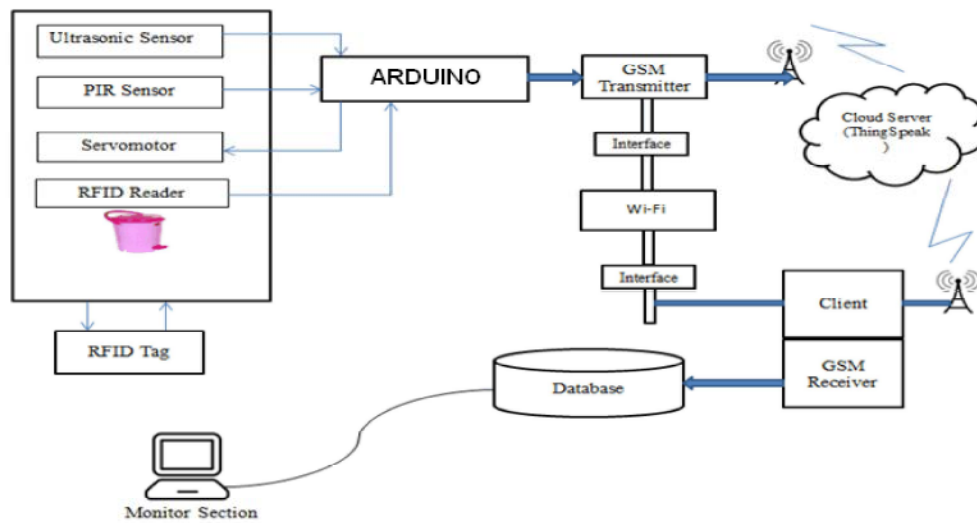 Ultrasonic Sensor
PIR Sensor
Servomotor
RFID Reader
RFID Tag
ARDUINO
GSM
Transmitter
Interface
Wi-Fi
Interface
Cloud Server
(ThingSpeak
)
Client
GSM
Receiver
Database
Monitor Section